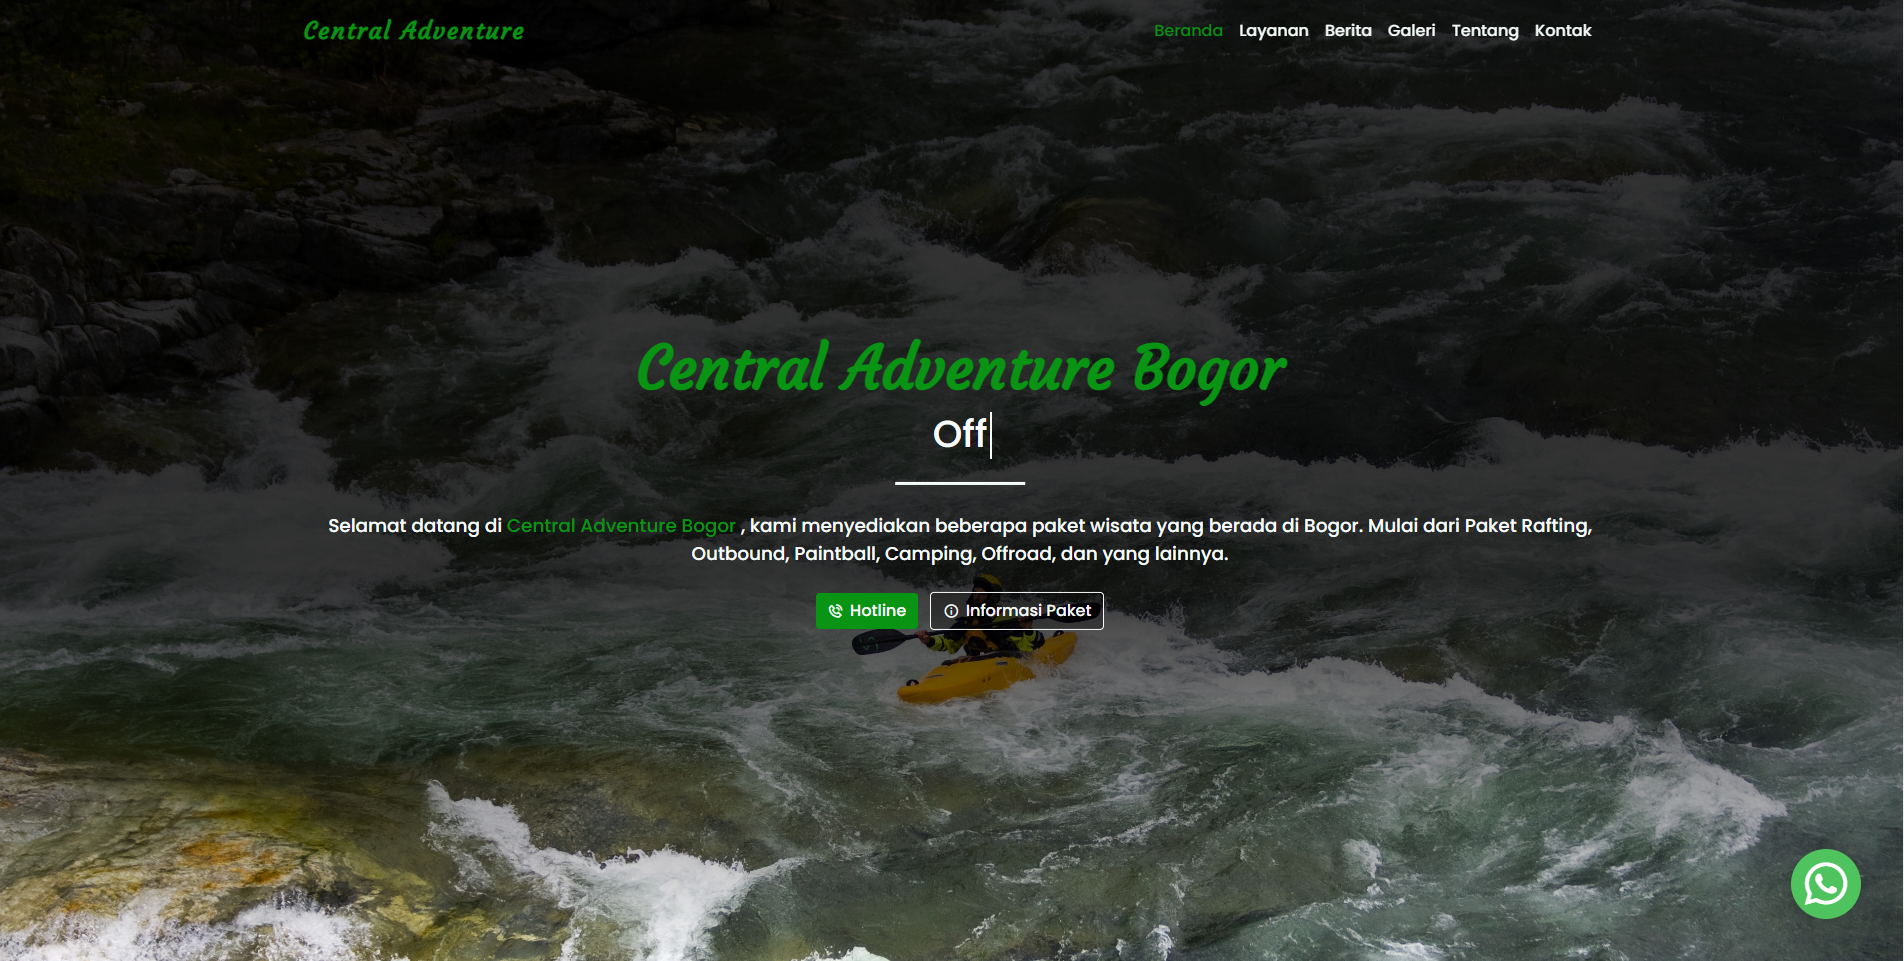 Central Adventure
Beranda Layanan Berita Galeri Tentang Kontak
Central Adventure Bogor
Off
Selamat datang di Central Adventure Bogor , kami menyediakan beberapa paket wisata yang berada di Bogor. Mulai dari Paket Rafting,
Outbound, Paintball, Camping, Offroad, dan yang lainnya.
Hotline Informasi Paket